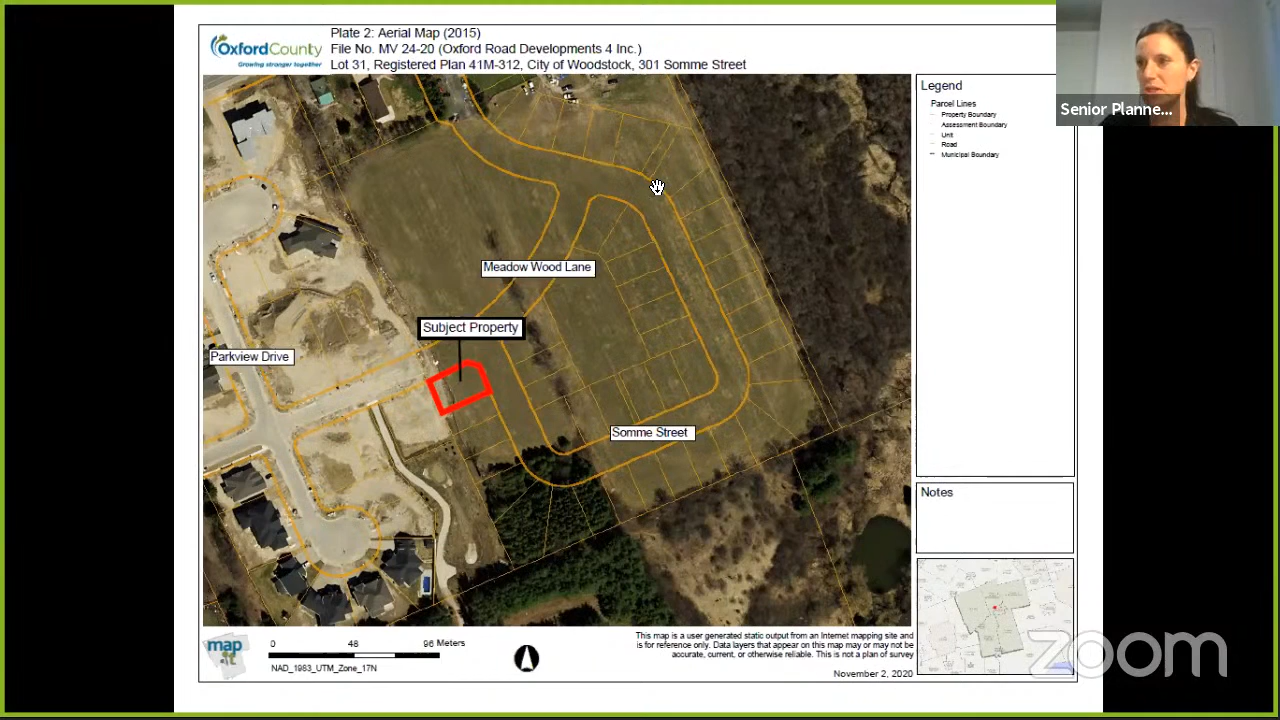 OxfordCounty
Growing stronger together
Plate 2: Aerial Map (2015)
File No. MV 24-20 (Oxford Road Developments 4 Inc.)
Lot 31, Registered Plan 41M-312, City of Woodstock, 301 Somme Street
Senior Planne...
Legend
Parcel Lines
Property Boundary
Assessment Boundary
Unit
Road
Municipal Boundary
Meadow Wood Lane
Subject Property
Parkview Drive
Somme Street
Notes
map
0 48 96 Meters
NAD_1983_UTM_Zone_17N
This map is a user generated static output from an Internet mapping site and
is for reference only. Data layers that appear on this map may or may not be
accurate, current, or otherwise reliable. This is not a plan of survey
November 2, 2020
zoom